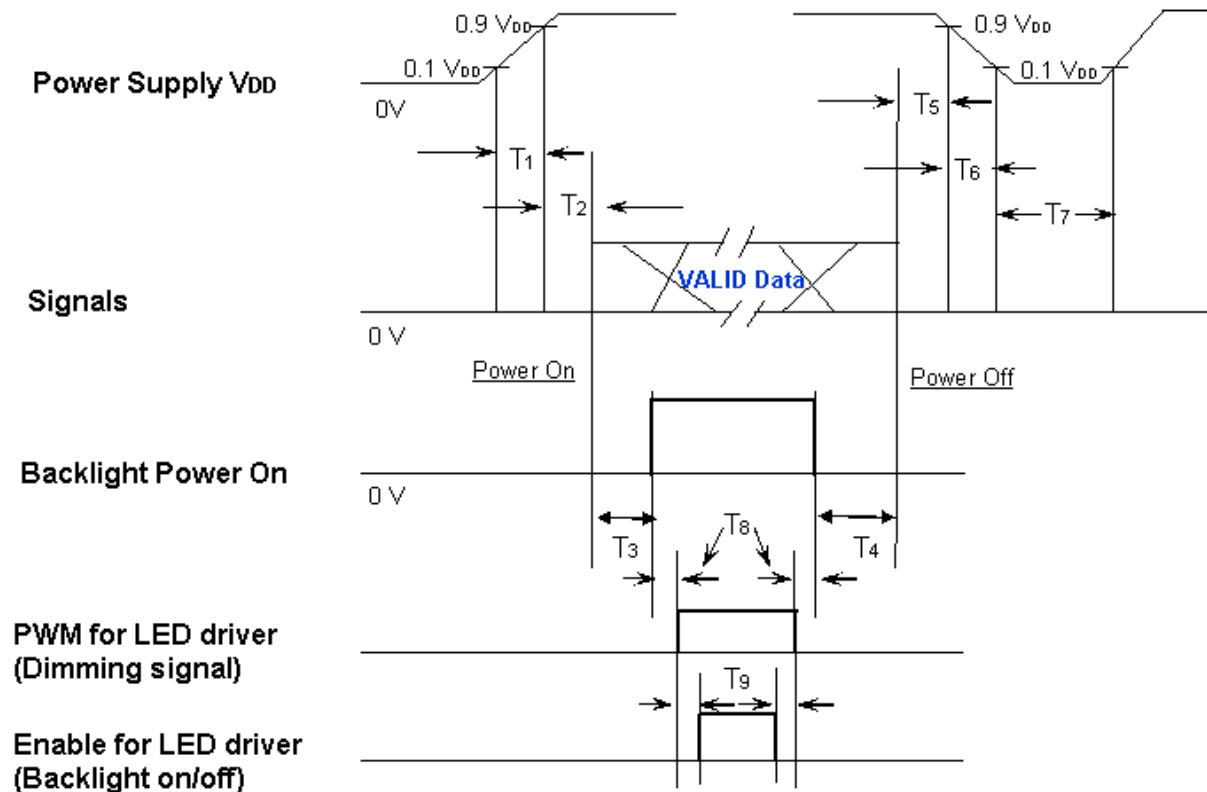 0.9 VDD
0.9 VDD
Power Supply VDD
0.1 VDD
0.1 VDD
0V
T5
T1
T6
T2
T7
VALID Data
Signals
0 V
Power On
Power Off
Backlight Power On
0 V
T8
T3
T4
PWM for LED driver
(Dimming signal)
T9
Enable for LED driver
(Backlight on/off)